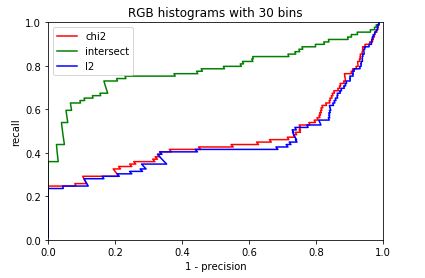 RGB histograms with 30 bins
1.0
0.8
0.6
0.4
0.2
0.0
recall
chi2
intersect
l2
0.0 0.2 0.4 0.6 0.8 1.0
1 - precision